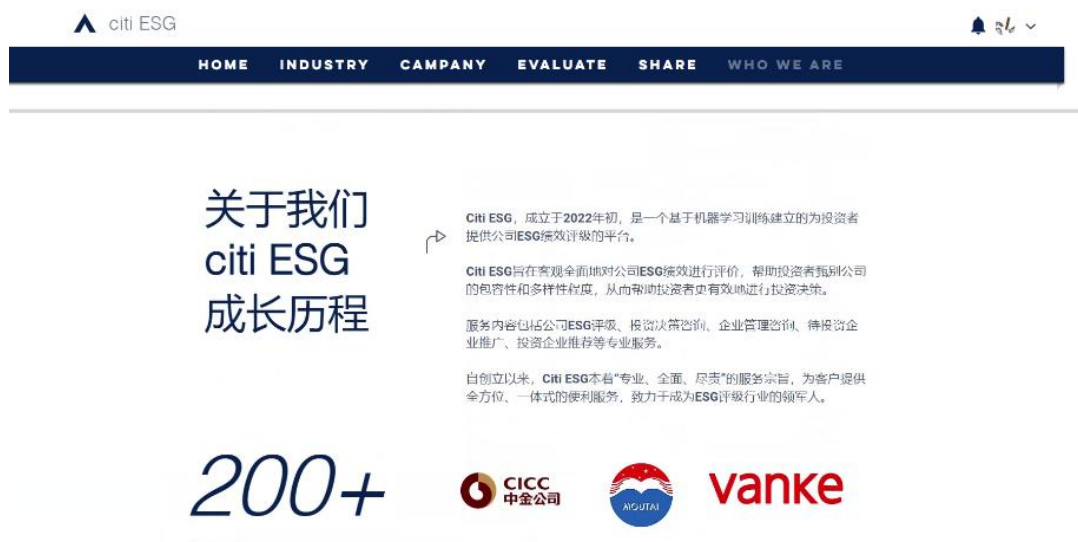 citi ESG
HOME INDUSTRY CAMPANY EVALUATE SHARE WHO WE ARE
关于我们
citi ESG
成长历程
Citi ESG，成立于2022年初，是一个基于机器学习训练建立的为投资者
提供公司ESG绩效评级的平台。
Citi ESG旨在客观全面地对公司ESG绩效进行评价，帮助投资者甄别公司
的包容性和多样性程度，从而帮助投资者更有效地进行投资决策。
服务内容包括公司ESG评级、投资决策咨询、企业管理咨询、待投资企
业推广、投资企业推荐等专业服务。
自创立以来，Citi ESG本着“专业、全面、尽责”的服务宗旨，为客户提供
全方位、一体式的便利服务，致力于成为ESG评级行业的领军人。
200+
CICC
中金公司
MOUTAI
vanke